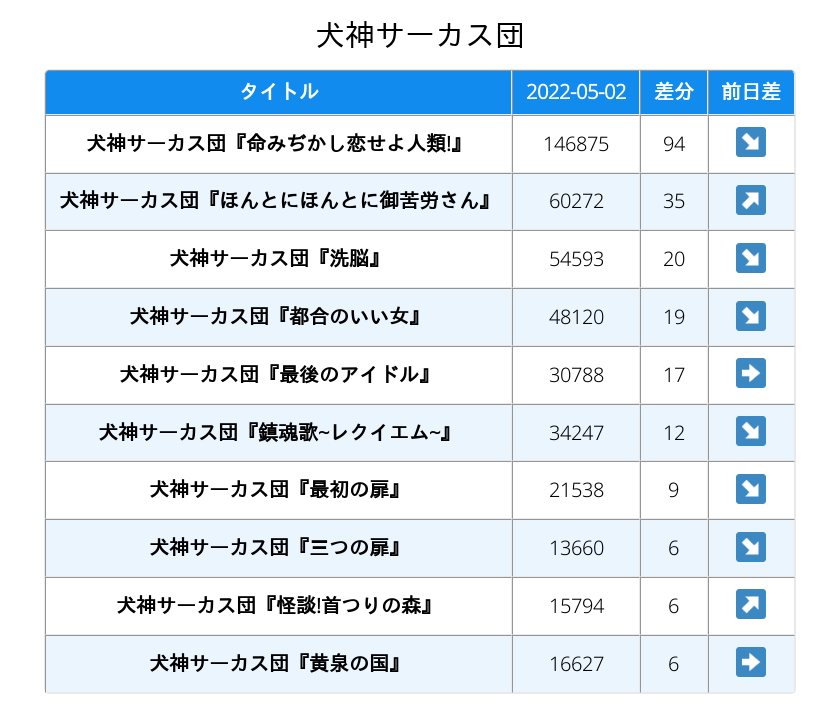 犬神サーカス団
タイトル 2022-05-02 差分 前日差
犬神サーカス団『命みぢかし恋せよ人類!』 146875 94 ↘
犬神サーカス団『ほんとにほんとに御苦労さん』 60272 35 ↗
犬神サーカス団『洗脳』 54593 20 ↘
犬神サーカス団『都合のいい女』 48120 19 ↘
犬神サーカス団『最後のアイドル』 30788 17 ➡
犬神サーカス団『鎮魂歌~レクイエム~』 34247 12 ↘
犬神サーカス団『最初の扉』 21538 9 ↘
犬神サーカス団『三つの扉』 13660 6 ↘
犬神サーカス団『怪談!首つりの森』 15794 6 ↗
犬神サーカス団『黄泉の国』 16627 6 ➡